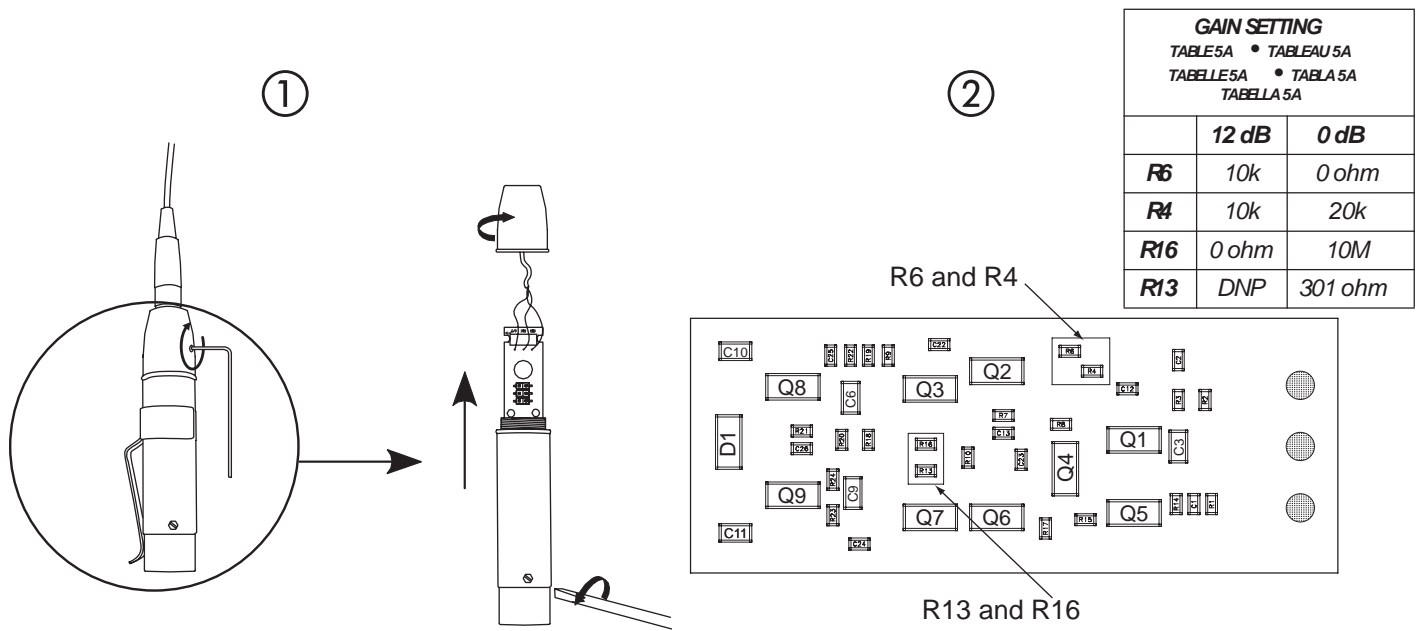 ①
②
GAIN SETTING
TABLE 5A • TABLEAU 5A
TABELLE 5A • TABLA 5A
TABELLA 5A
12 dB 0 dB
R6 10k 0 ohm
R4 10k 20k
R16 0 ohm 10M
R13 DNP 301 ohm
R6 and R4
C10
C25
R22
R19
R9
C22
R6
R4
C2
Q8
C6
Q3
Q2
C12
R3
R2
D1
R21
C26
R20
R18
R16
R13
R7
C13
R10
C23
R8
Q4
Q1
C3
Q9
R24
R23
C9
Q7
Q6
R17
R15
Q5
R14
C1
R1
C11
C24
R13 and R16